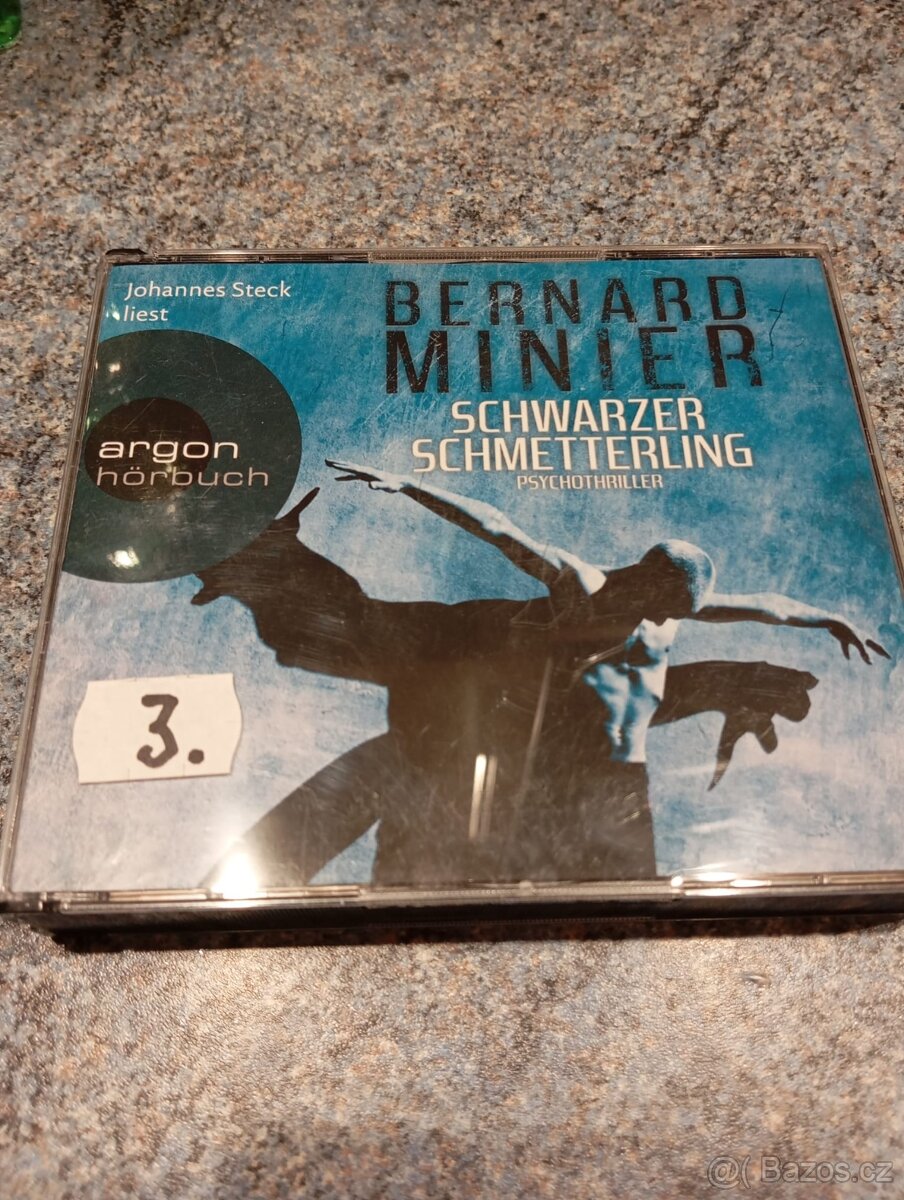 Johannes Steck
liest
BERNARD
MINIER
SCHWARZER
SCHMETTERLING
PSYCHOTHRILLER
argon
hörbuch
3.
@( Bazos.cz